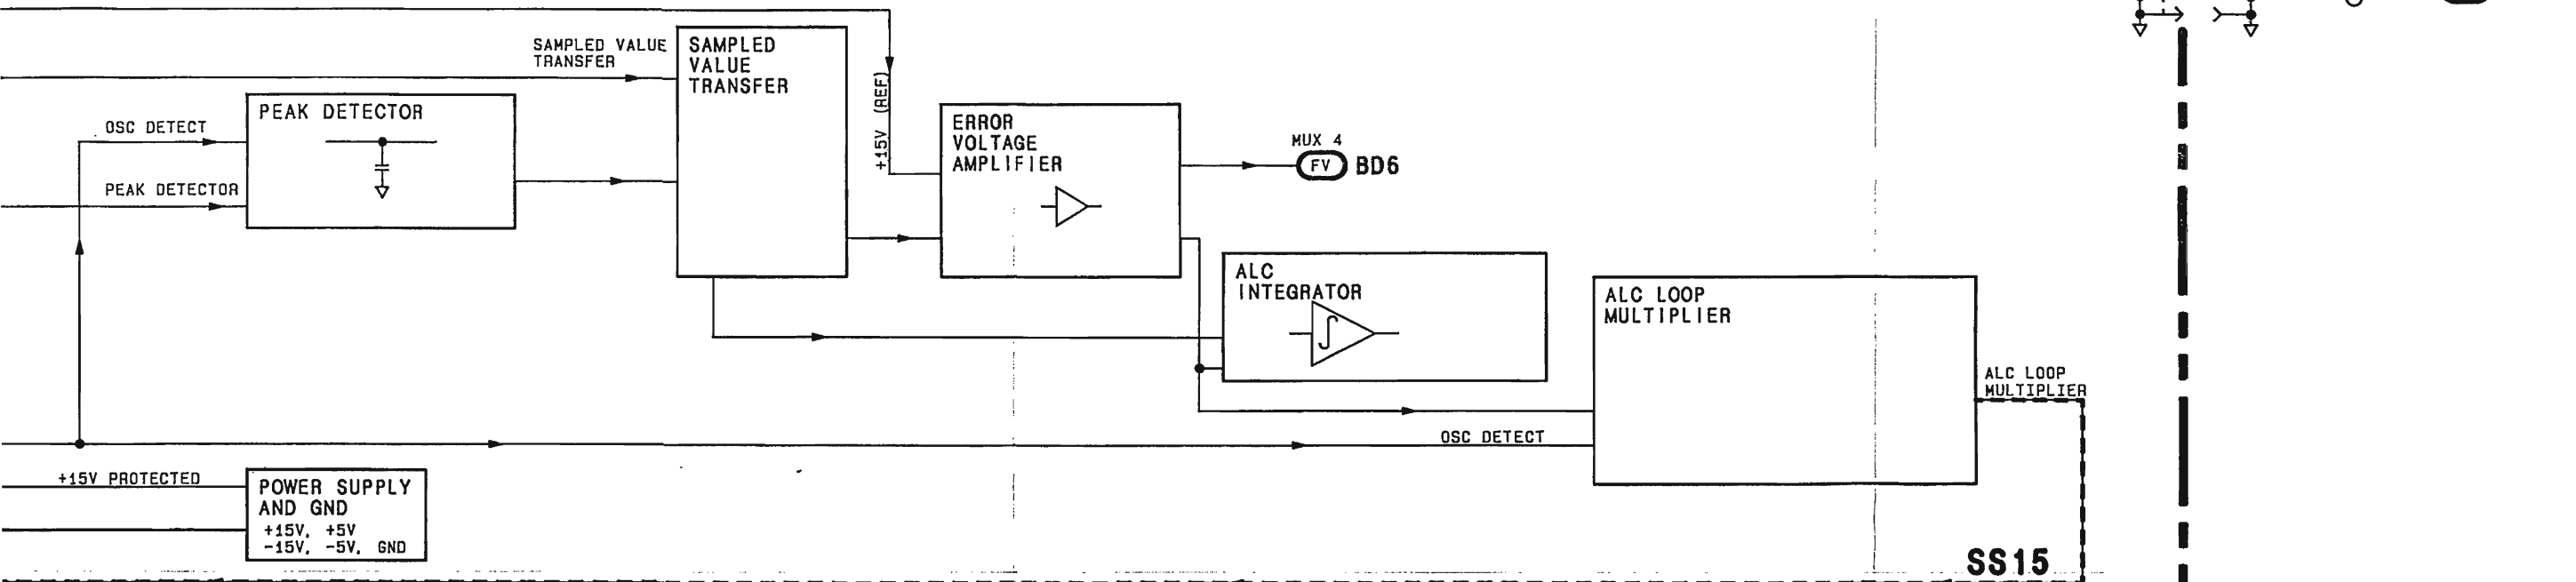 SAMPLED VALUE
TRANSFER
SAMPLED
VALUE
TRANSFER
+15V (REF)
PEAK DETECTOR
OSC DETECT
PEAK DETECTOR
ERROR
VOLTAGE
AMPLIFIER
MUX 4
FV BD6
ALC
INTEGRATOR
ALC LOOP
MULTIPLIER
ALC LOOP
MULTIPLIER
OSC DETECT
+15V PROTECTED
POWER SUPPLY
AND GND
+15V, +5V
-15V, -5V, GND
SS15